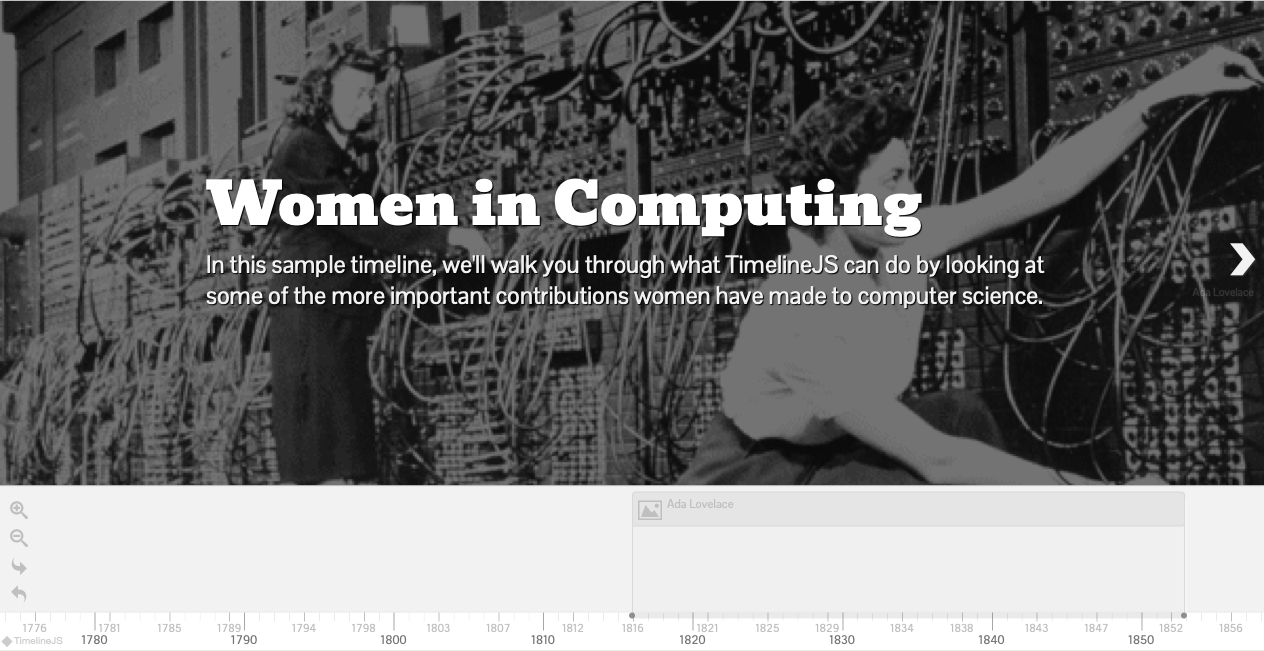 Women in Computing
In this sample timeline, we'll walk you through what TimelineJS can do by looking at
some of the more important contributions women have made to computer science.
Ada Lovelace
Ada Lovelace
1776 1781 1785 1789 1794 1798 1803 1807 1812 1816 1821 1825 1829 1834 1838 1843 1847 1852 1856
TimelineJS 1780 1790 1800 1810 1820 1830 1840 1850